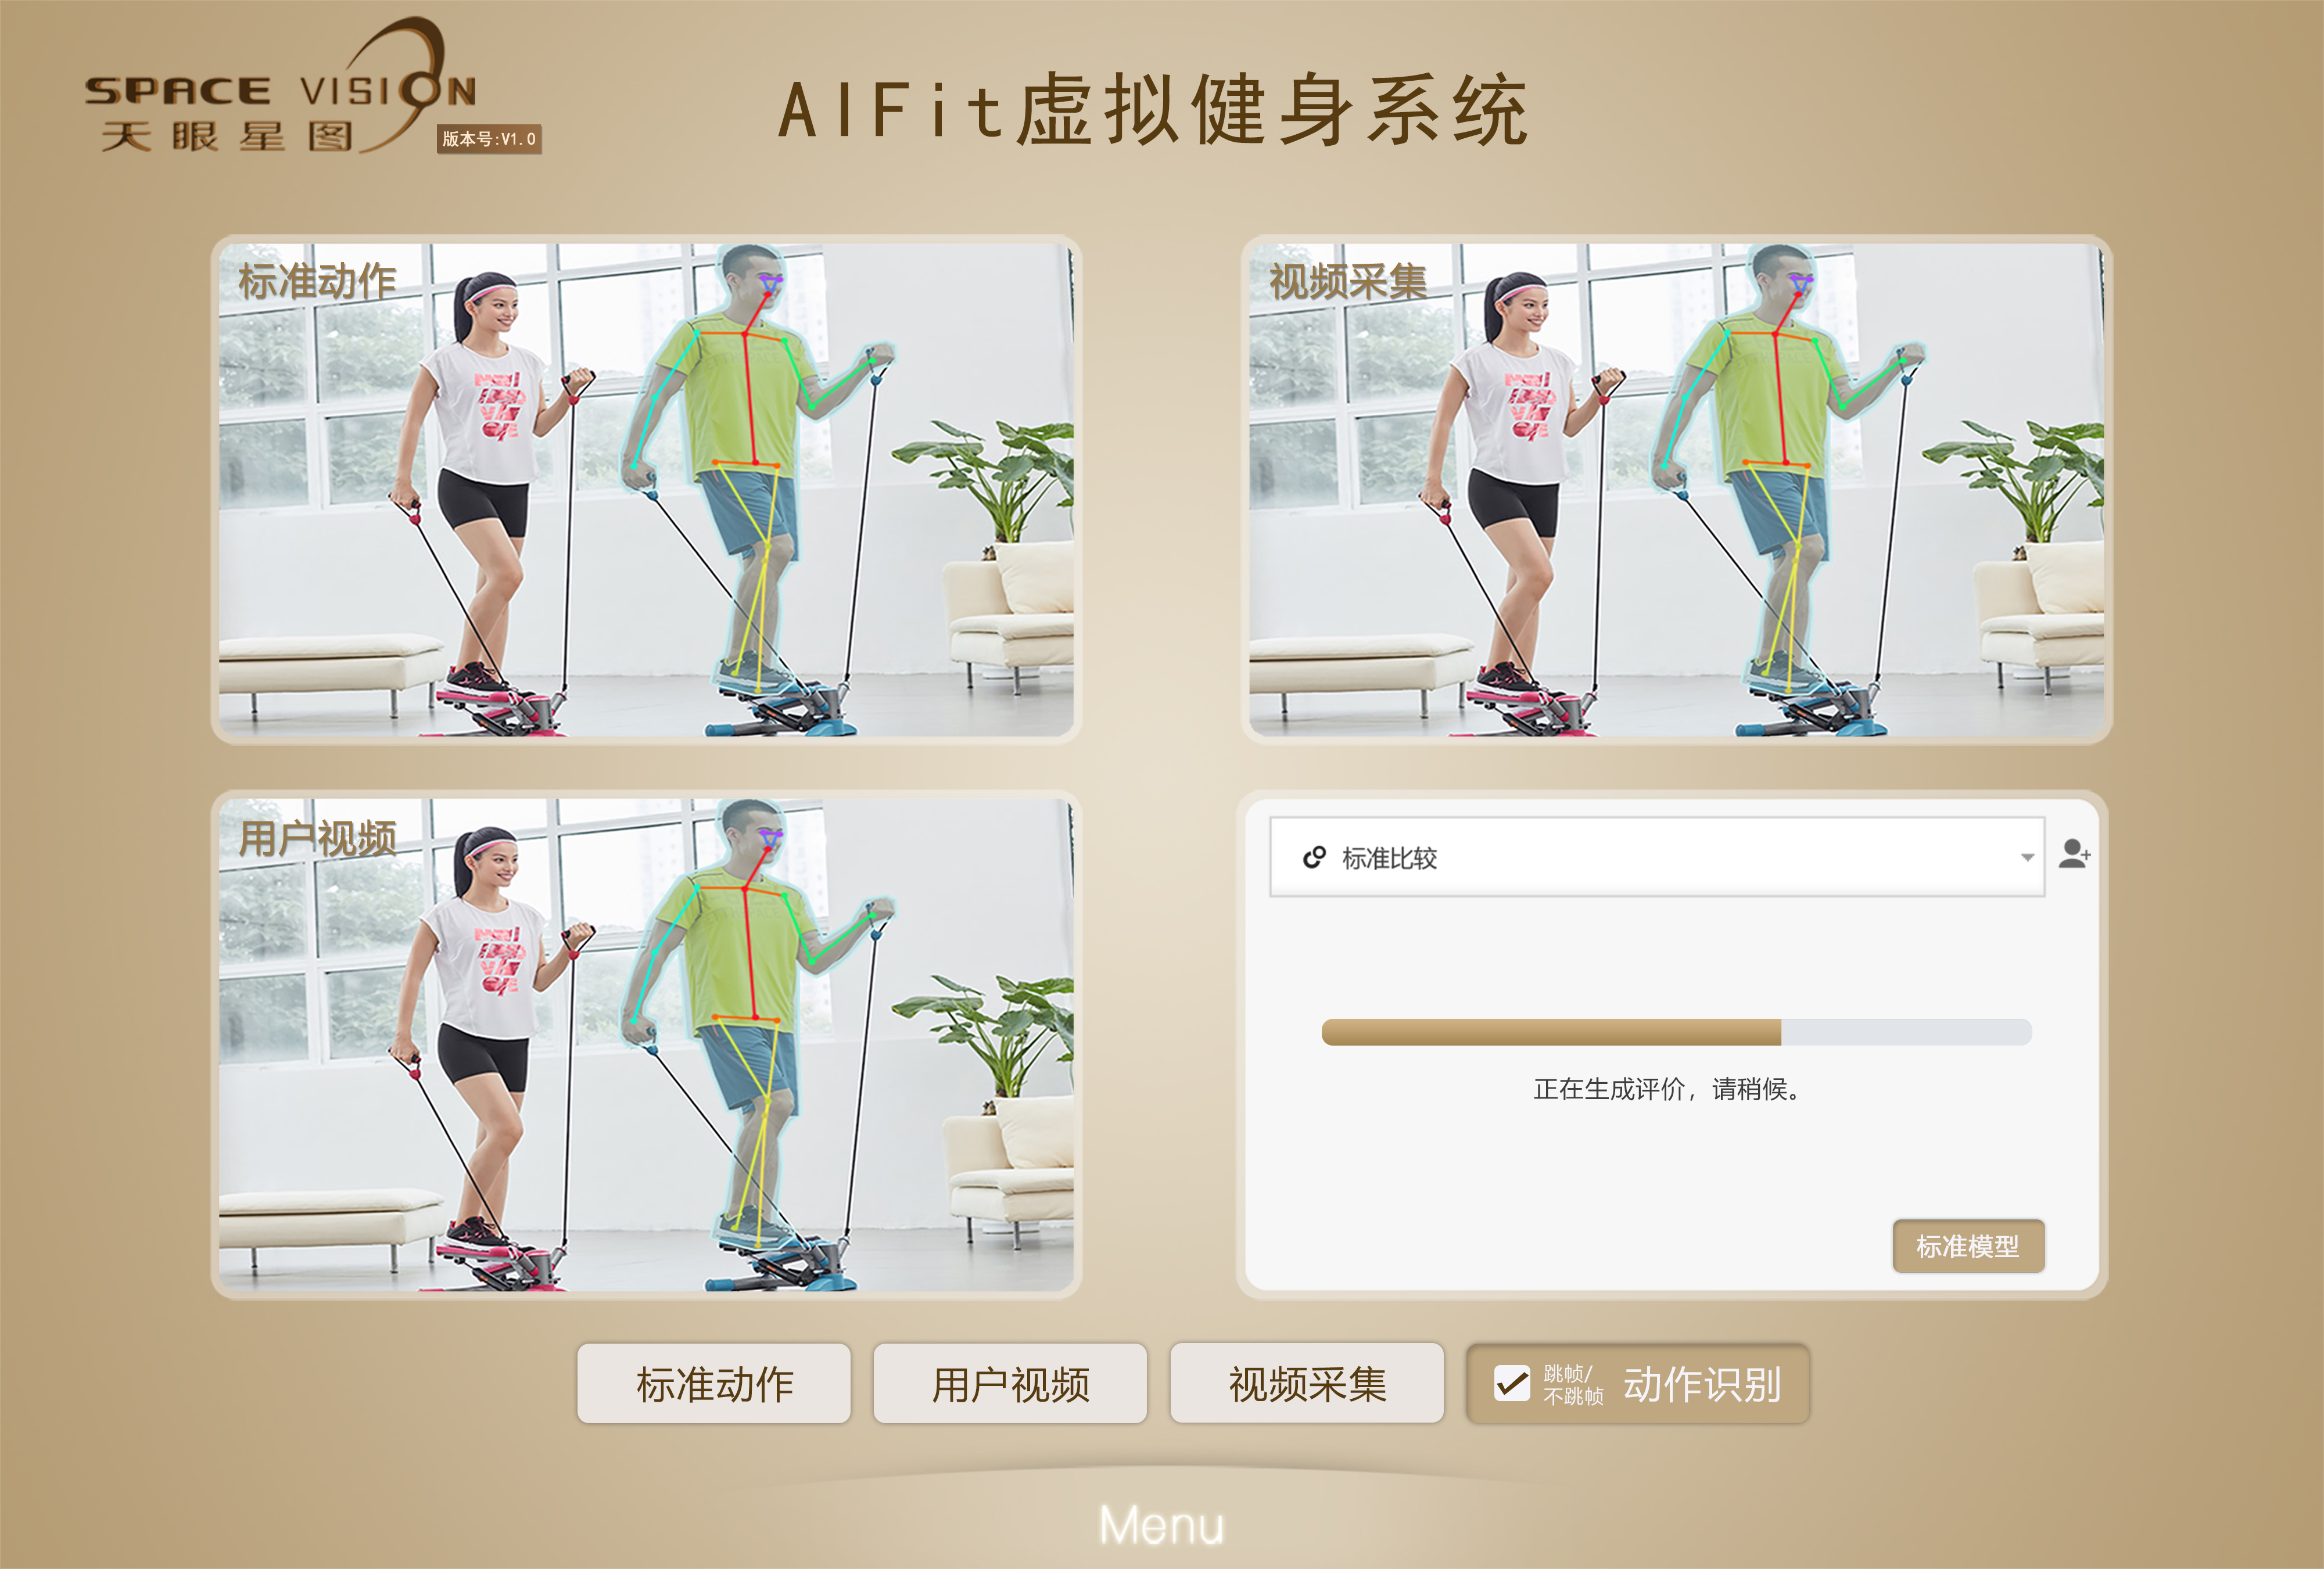 SPACE VISION
天眼星图
版本号:V1.0
AIFit虚拟健身系统
标准动作
视频采集
用户视频
标准比较
正在生成评价，请稍候。
标准模型
标准动作
用户视频
视频采集
跳帧/
不跳帧
动作识别
Menu